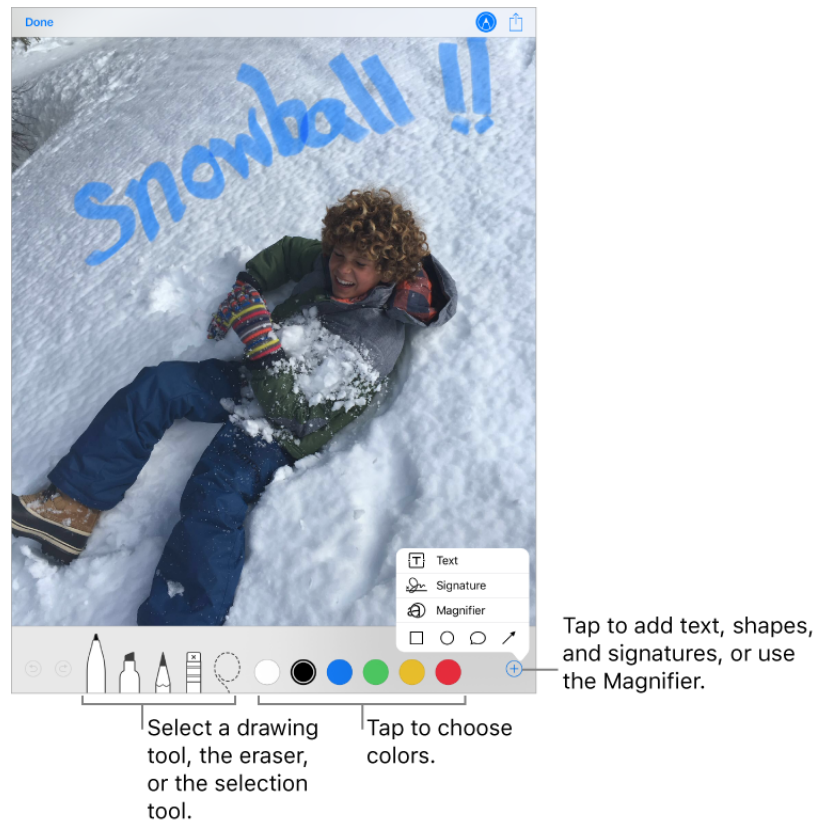 Done
Snowball !!
Text
Signature
Magnifier
Tap to add text, shapes,
and signatures, or use
the Magnifier.
Select a drawing
tool, the eraser,
or the selection
tool.
Tap to choose
colors.